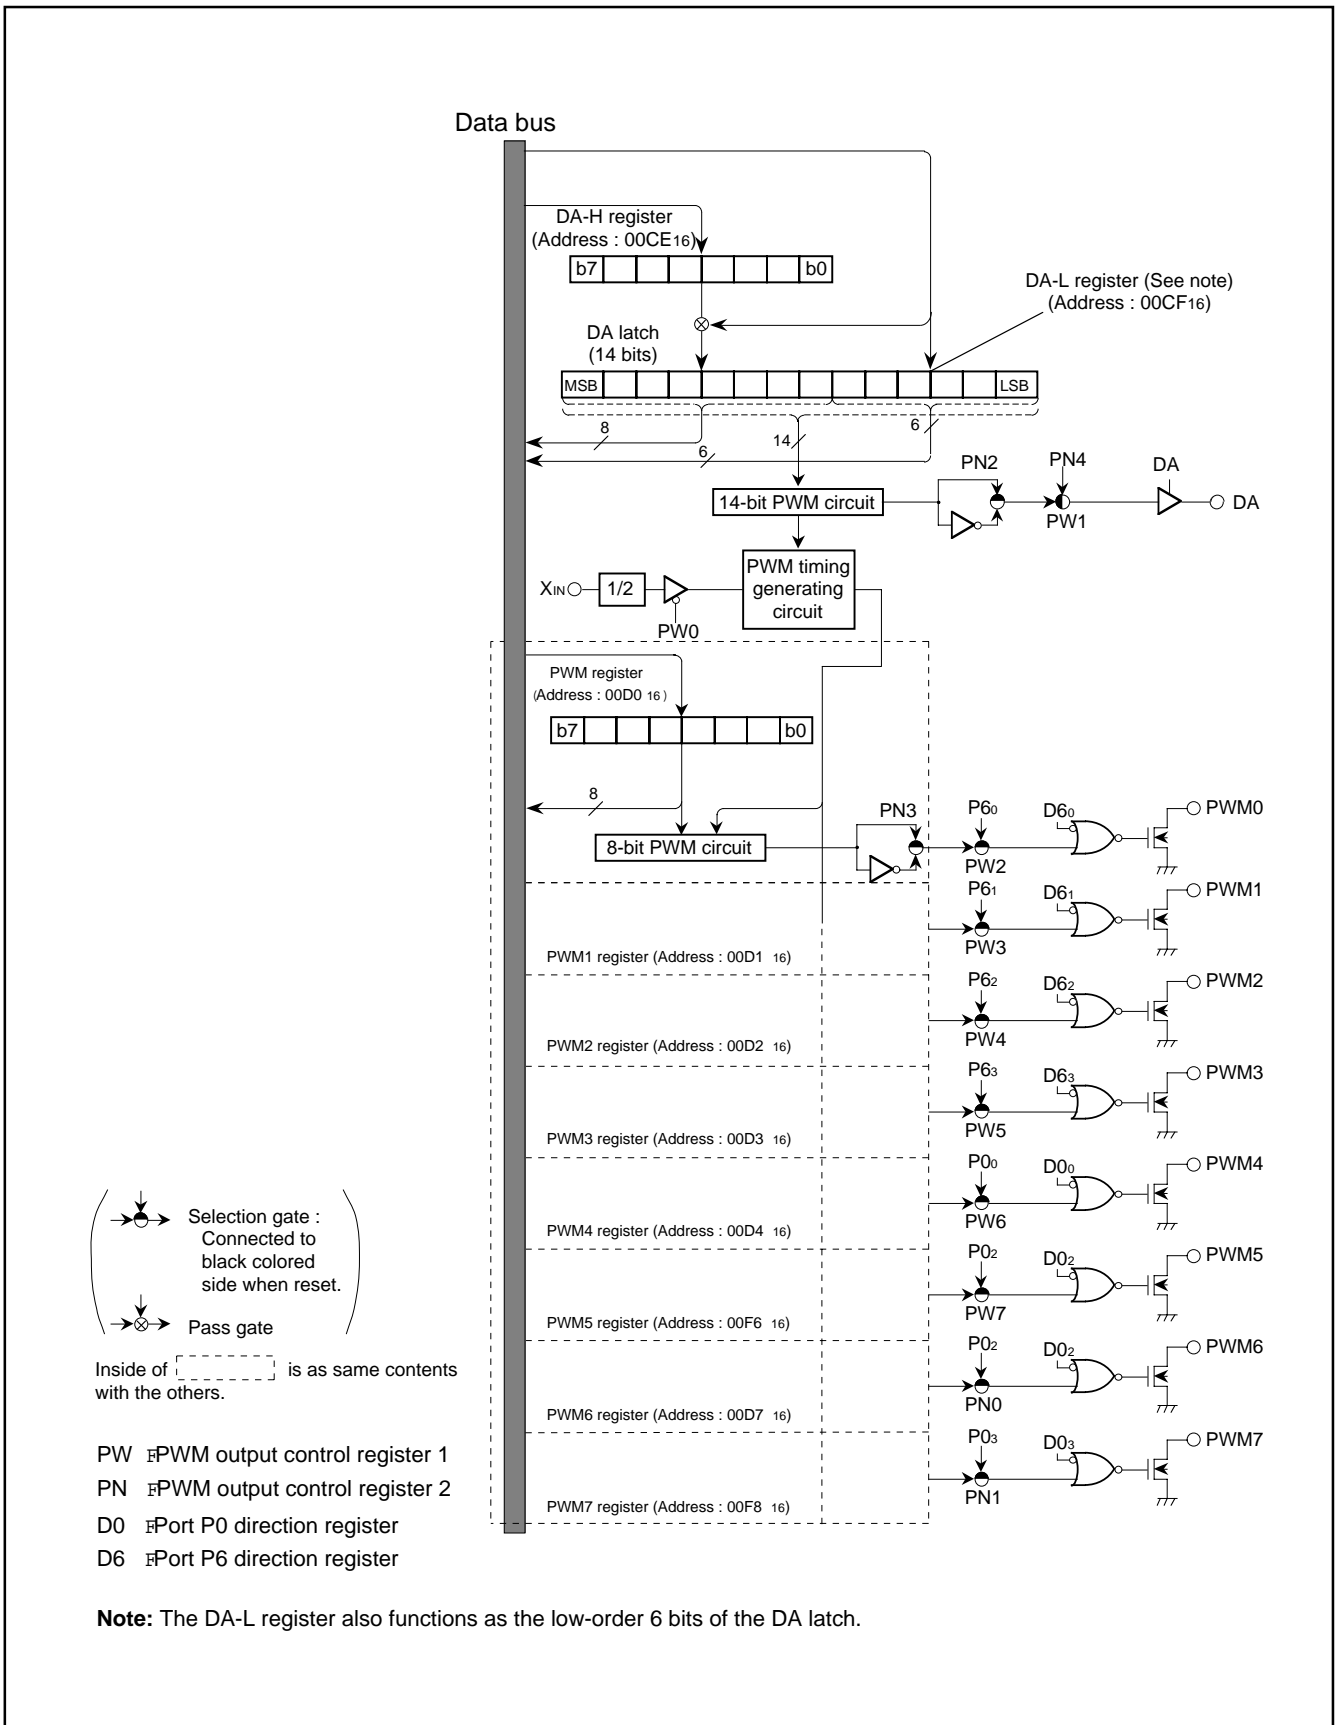 Data bus
DA-H register
(Address : 00CE16)
b7 b0
DA-L register (See note)
(Address : 00CF16)
DA latch
(14 bits)
MSB LSB
8
14
6
6
PN2 PN4 DA
14-bit PWM circuit
PW1
DA
PWM timing
generating
circuit
XIN
1/2
PW0
PWM register
(Address : 00D0 16)
b7 b0
8
8-bit PWM circuit
PN3
P60
D60
PWM0
PW2
P61
D61
PWM1
PW3
PWM1 register (Address : 00D1 16)
P62
D62
PWM2
PW4
PWM2 register (Address : 00D2 16)
P63
D63
PWM3
PW5
PWM3 register (Address : 00D3 16)
P00
D00
PWM4
PW6
PWM4 register (Address : 00D4 16)
P02
D02
PWM5
PW7
PWM5 register (Address : 00F6 16)
P02
D02
PWM6
PN0
PWM6 register (Address : 00D7 16)
P03
D03
PWM7
PN1
PWM7 register (Address : 00F8 16)
Selection gate :
Connected to
black colored
side when reset.
Pass gate
Inside of is as same contents
with the others.
PW FPWM output control register 1
PN FPWM output control register 2
D0 FPort P0 direction register
D6 FPort P6 direction register
Note: The DA-L register also functions as the low-order 6 bits of the DA latch.